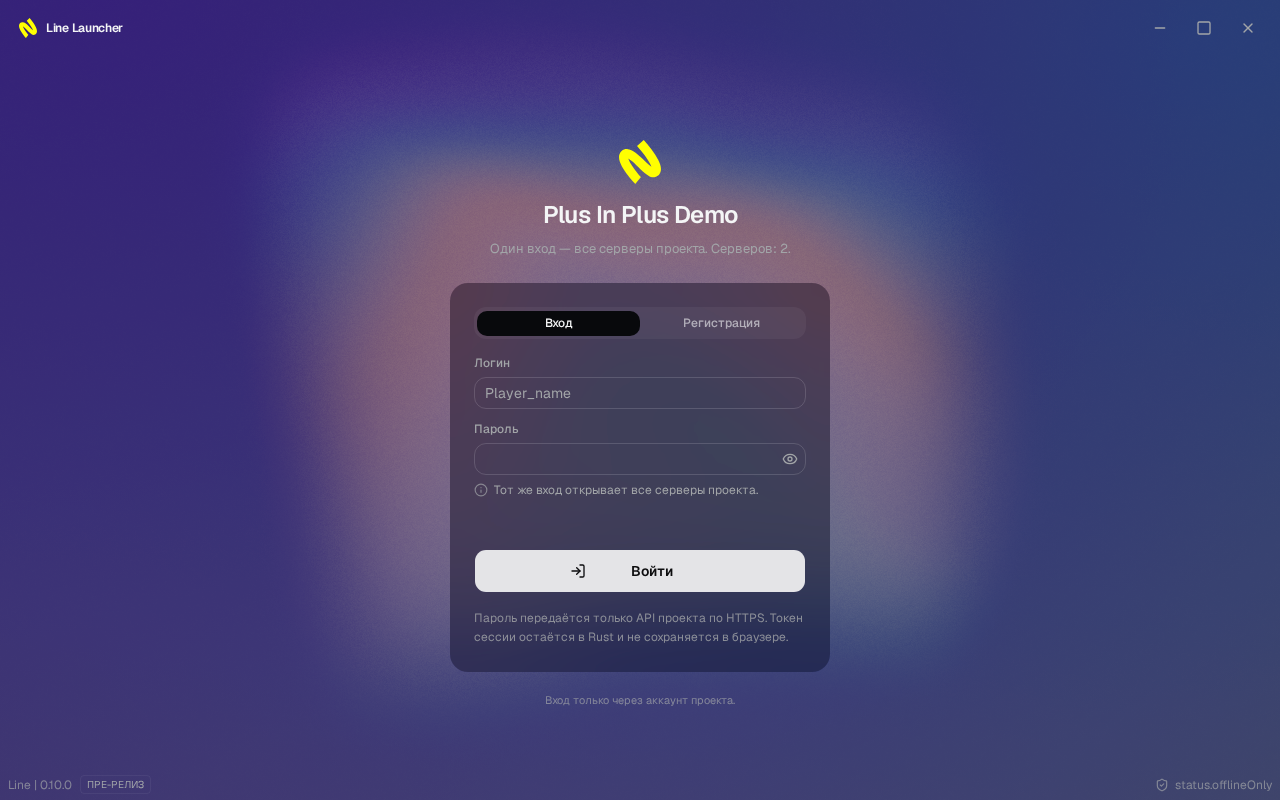 Line Launcher
Plus In Plus Demo
Один вход — все серверы проекта. Серверов: 2.
Вход
Регистрация
Логин
Player_name
Пароль
Тот же вход открывает все серверы проекта.
Войти
Пароль передаётся только API проекта по HTTPS. Токен
сессии остаётся в Rust и не сохраняется в браузере.
Вход только через аккаунт проекта.
Line | 0.10.0
ПРЕ-РЕЛИЗ
status.offlineOnly